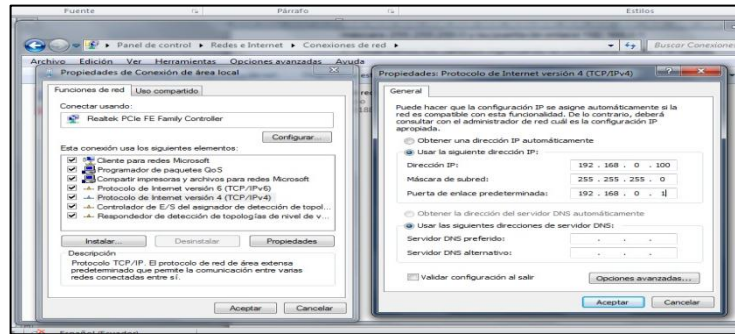 Fuente
Párrafo
Estilos
Panel de control ▸ Redes e Internet ▸ Conexiones de red ▸
Buscar Conexiones
Archivo Edición Ver Herramientas Opciones avanzadas Ayuda
Propiedades de Conexión de área local
Funciones de red Uso compartido
Conectar usando:
Realtek PCIe FE Family Controller
Configurar...
Esta conexión usa los siguientes elementos:
Cliente para redes Microsoft
Programador de paquetes QoS
Compartir impresoras y archivos para redes Microsoft
Protocolo de Internet versión 6 (TCP/IPv6)
Protocolo de Internet versión 4 (TCP/IPv4)
Controlador de E/S del asignador de detección de topol...
Respondedor de detección de topologías de nivel de v...
Instalar... Desinstalar Propiedades
Descripción
Protocolo TCP/IP. El protocolo de red de área extensa
predeterminado que permite la comunicación entre varias
redes conectadas entre sí.
Aceptar Cancelar
Propiedades: Protocolo de Internet versión 4 (TCP/IPv4)
General
Puede hacer que la configuración IP se asigne automáticamente si la
red es compatible con esta funcionalidad. De lo contrario, deberá
consultar con el administrador de red cuál es la configuración IP
apropiada.
Obtener una dirección IP automáticamente
Usar la siguiente dirección IP:
Dirección IP: 192 . 168 . 0 . 100
Máscara de subred: 255 . 255 . 255 . 0
Puerta de enlace predeterminada: 192 . 168 . 0 . 1
Obtener la dirección del servidor DNS automáticamente
Usar las siguientes direcciones de servidor DNS:
Servidor DNS preferido: . . .
Servidor DNS alternativo: . . .
Validar configuración al salir
Opciones avanzadas...
Aceptar Cancelar
Español (Ecuador)